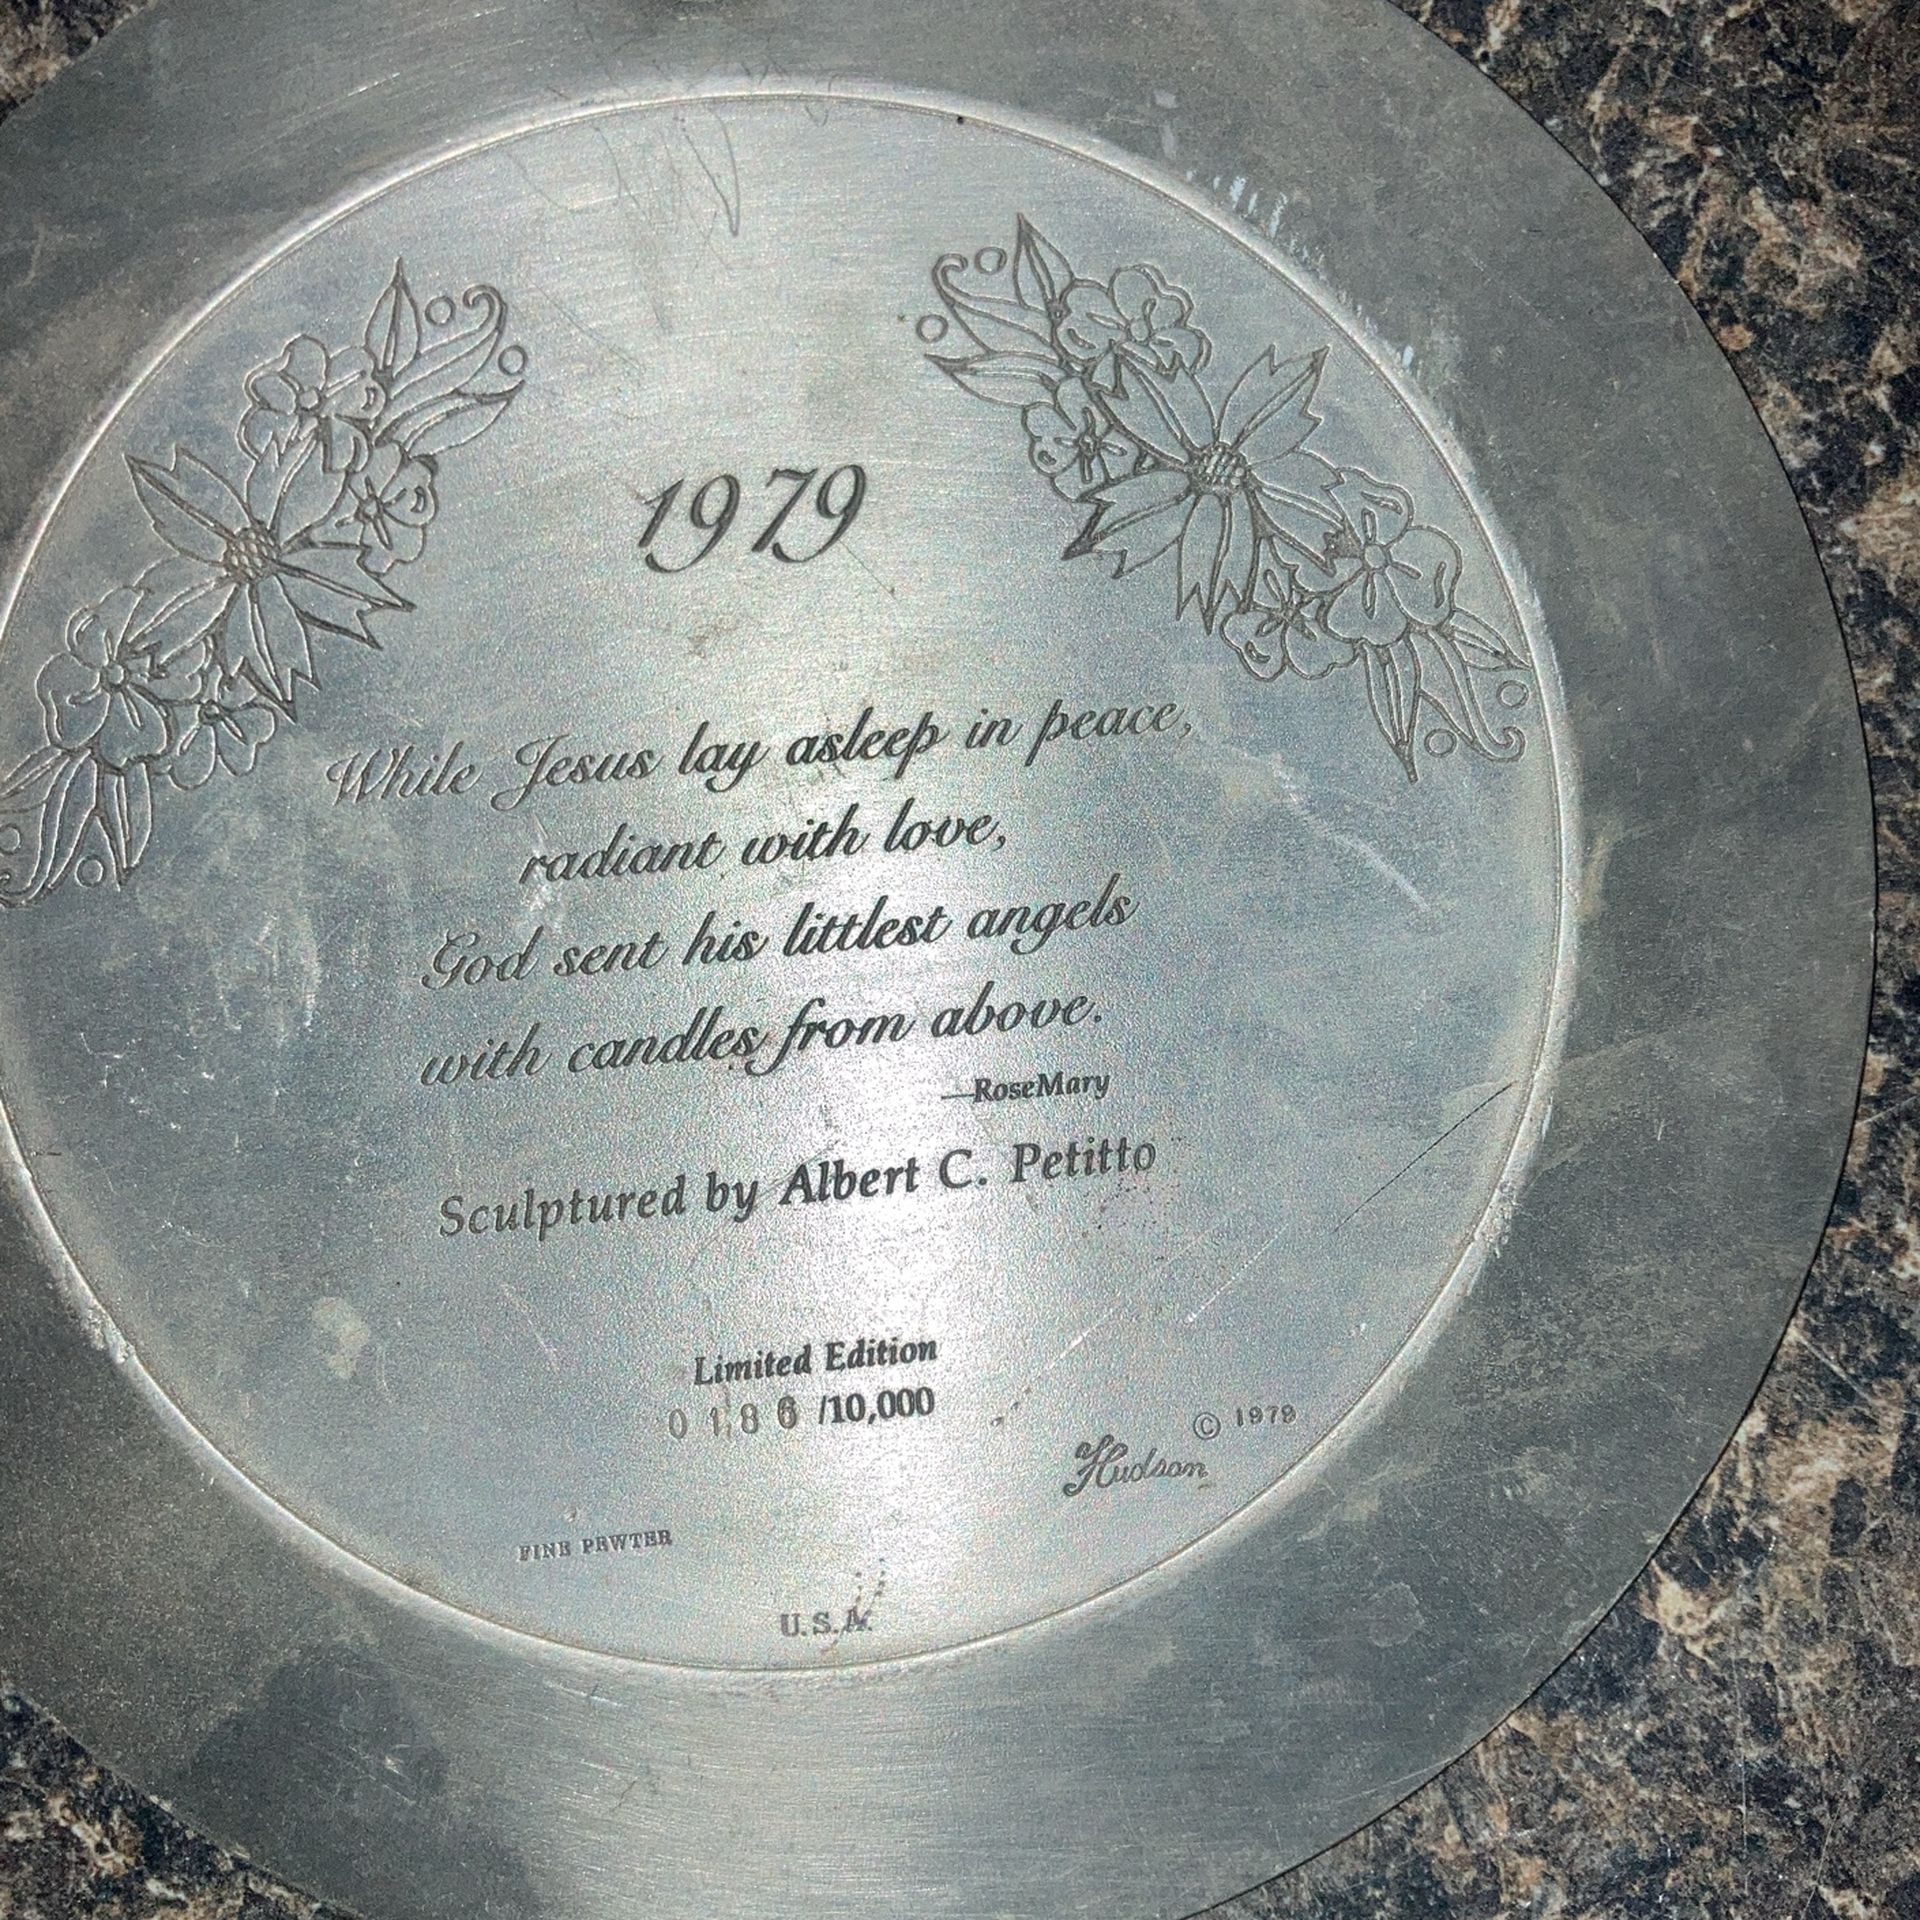 1979
While Jesus lay asleep in peace,
radiant with love,
God sent his littlest angels
with candles from above.
—RoseMary
Sculptured by Albert C. Petitto
Limited Edition
0186 /10,000
© 1979
Hudson
FINE PEWTER
U.S.A.